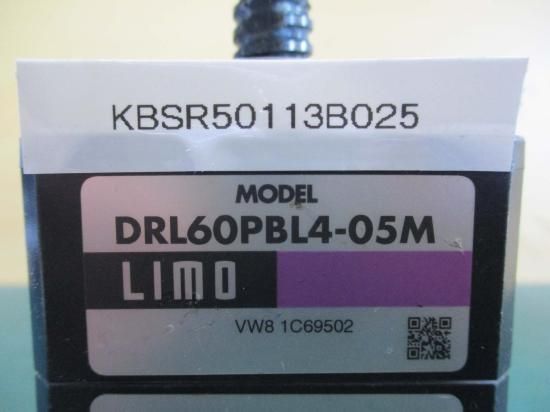 KBSR50113B025
MODEL
DRL60PBL4-05M
LIMO
VW8 1C69502